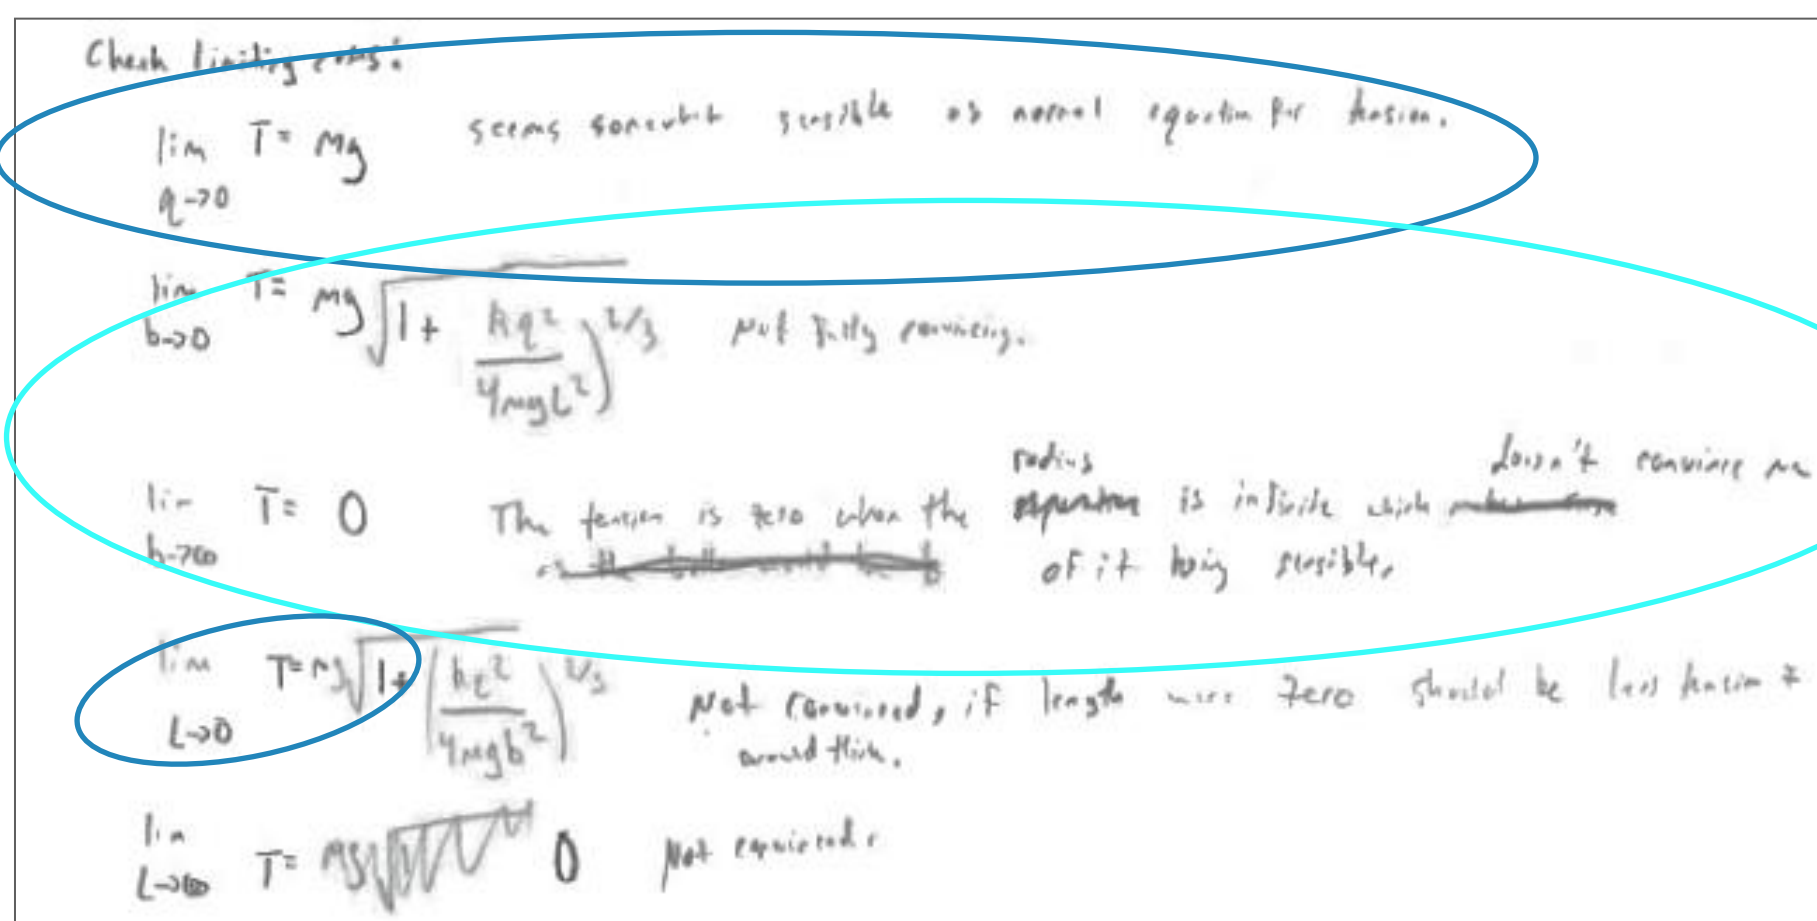 Check limiting cases:
lim T = mg seems somewhat sensible as normal equation for tension.
q→0
lim T = mg √1 + kq² / 4mgL² )^2/3 Not fully convincing.
b→0
lim T = 0 The tension is zero when the radius is infinite which doesn't convince me
b→∞ of it being sensible.
lim T = mg √1+ ( kq² / 4mgb² )^2/3 Not convinced, if length were zero should be less tension I
L→0 would think.
lim T = mg 0 Not convinced.
L→∞